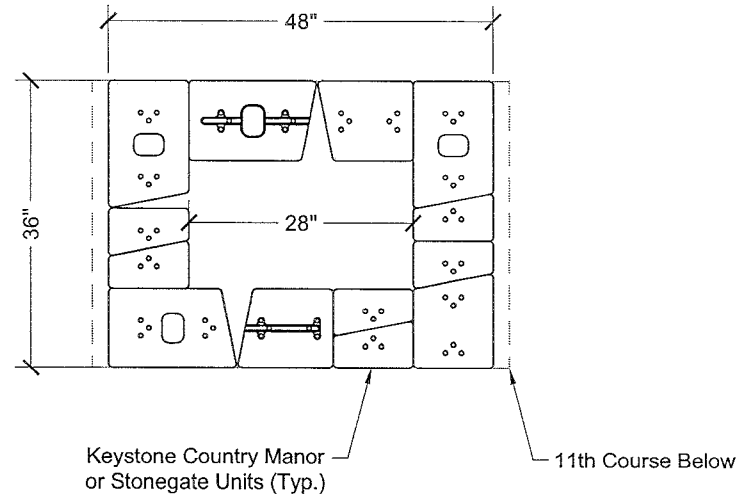 48"
36"
28"
Keystone Country Manor
or Stonegate Units (Typ.)
11th Course Below